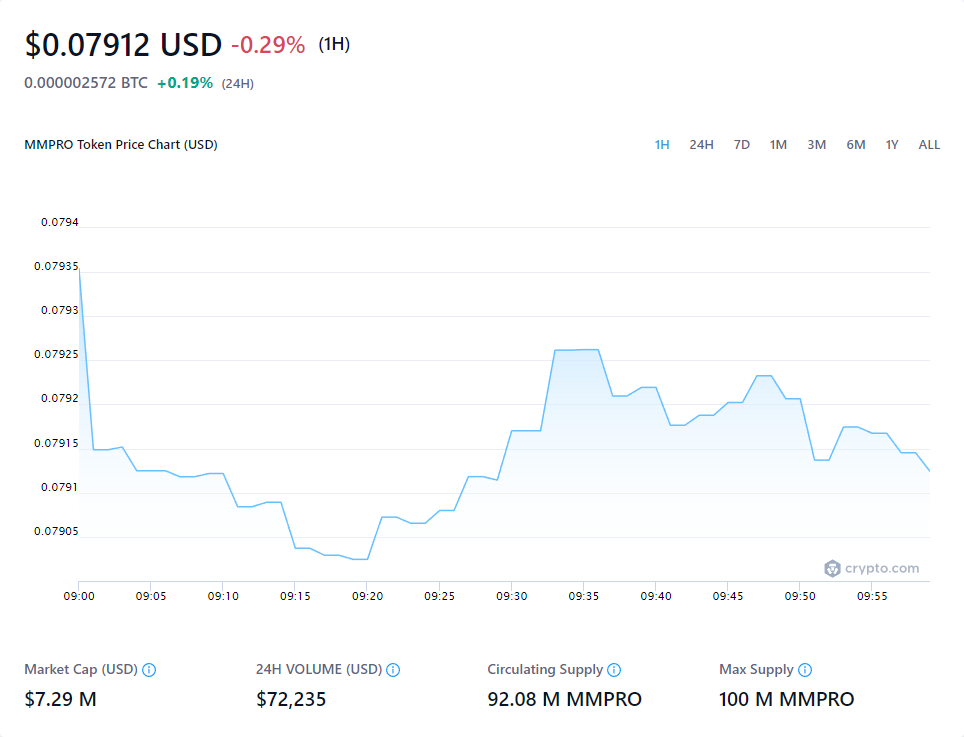 $0.07912 USD -0.29% (1H)
0.000002572 BTC +0.19% (24H)
MMPRO Token Price Chart (USD) 1H 24H 7D 1M 3M 6M 1Y ALL
0.0794
0.07935
0.0793
0.07925
0.0792
0.07915
0.0791
0.07905
crypto.com
09:00 09:05 09:10 09:15 09:20 09:25 09:30 09:35 09:40 09:45 09:50 09:55
Market Cap (USD) 24H VOLUME (USD) Circulating Supply Max Supply
$7.29 M $72,235 92.08 M MMPRO 100 M MMPRO